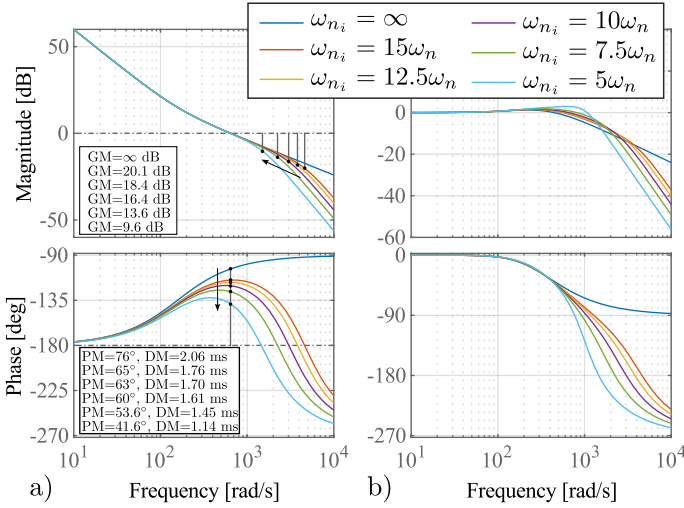 ω_{n_i} = ∞
ω_{n_i} = 15ω_n
ω_{n_i} = 12.5ω_n
ω_{n_i} = 10ω_n
ω_{n_i} = 7.5ω_n
ω_{n_i} = 5ω_n
Magnitude [dB]
50
0
-50
GM=∞ dB
GM=20.1 dB
GM=18.4 dB
GM=16.4 dB
GM=13.6 dB
GM=9.6 dB
0
-20
-40
-60
Phase [deg]
-90
-135
-180
-225
-270
PM=76°, DM=2.06 ms
PM=65°, DM=1.76 ms
PM=63°, DM=1.70 ms
PM=60°, DM=1.61 ms
PM=53.6°, DM=1.45 ms
PM=41.6°, DM=1.14 ms
10^1 10^2 10^3 10^4
a) Frequency [rad/s]
0
-90
-180
-270
10^1 10^2 10^3 10^4
b) Frequency [rad/s]